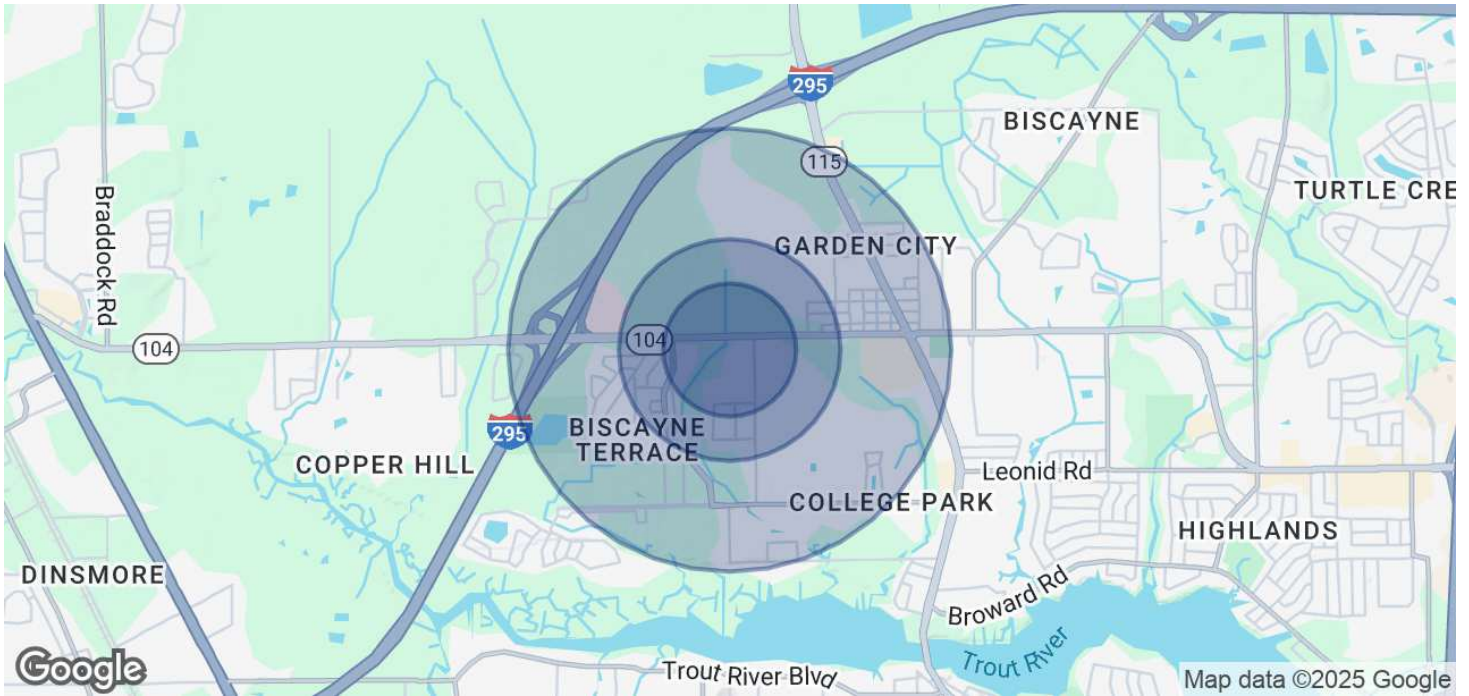 295
BISCAYNE
115
TURTLE CRE
Braddock Rd
GARDEN CITY
104
104
295
BISCAYNE
TERRACE
COPPER HILL
Leonid Rd
COLLEGE PARK
HIGHLANDS
DINSMORE
Broward Rd
Trout River
Trout River Blvd
Google
Map data ©2025 Google